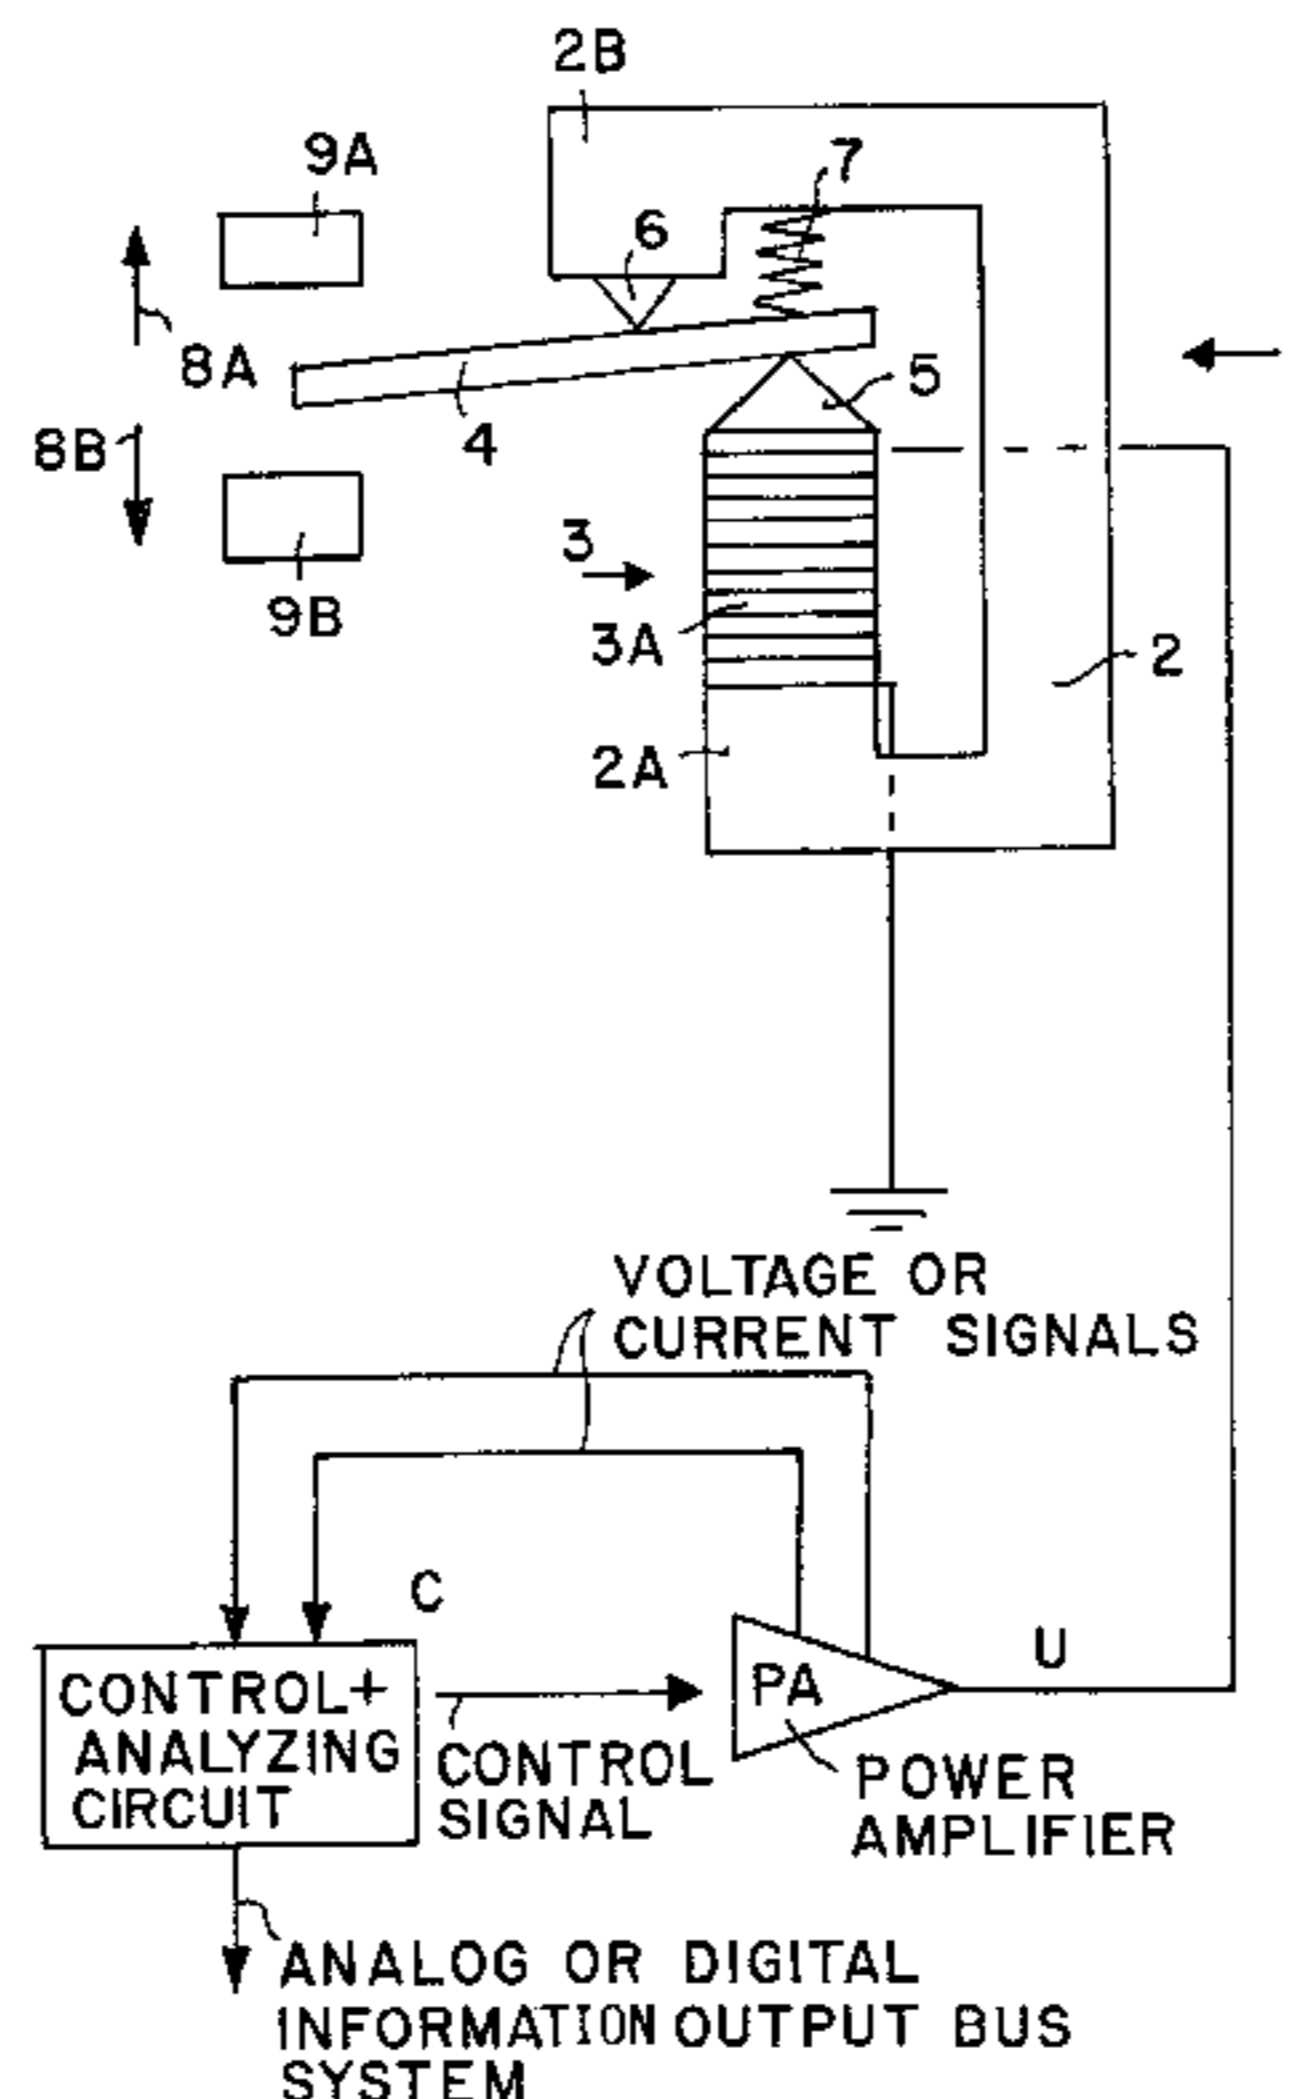 2B
9A
7
6
8A
5
4
8B
3
9B
3A
2
2A
VOLTAGE OR
CURRENT SIGNALS
C
U
CONTROL+
ANALYZING
CIRCUIT
PA
CONTROL
SIGNAL
POWER
AMPLIFIER
ANALOG OR DIGITAL
INFORMATION OUTPUT BUS
SYSTEM